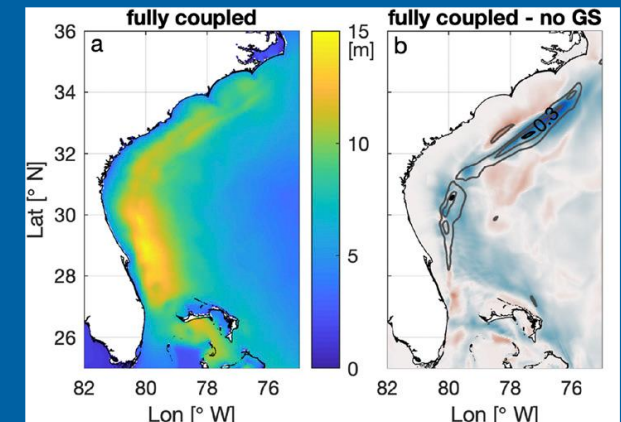 fully coupled
fully coupled - no GS
a
b
[m]
15
10
5
0
36
34
32
30
28
26
82 80 78 76
82 80 78 76
0.3
Lat [° N]
Lon [° W]
Lon [° W]